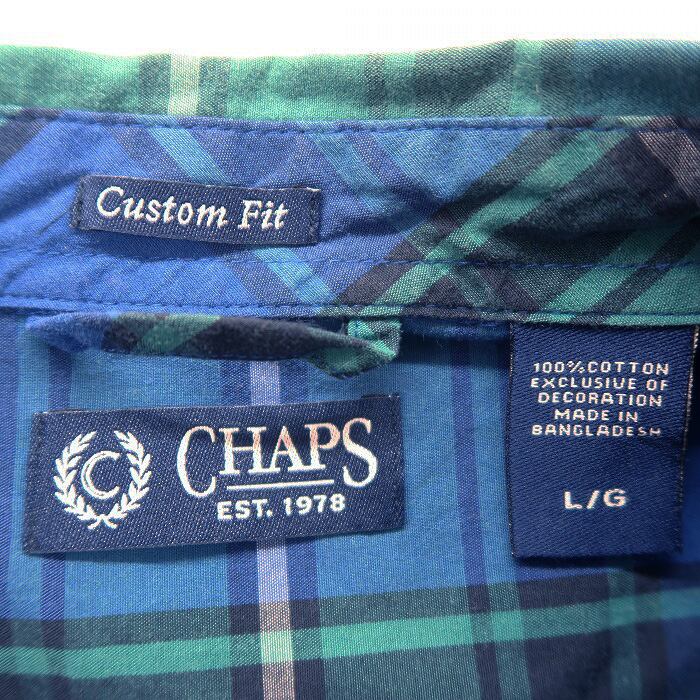 Custom Fit
C
CHAPS
EST. 1978
100% COTTON
EXCLUSIVE OF
DECORATION
MADE IN
BANGLADESH
L/G